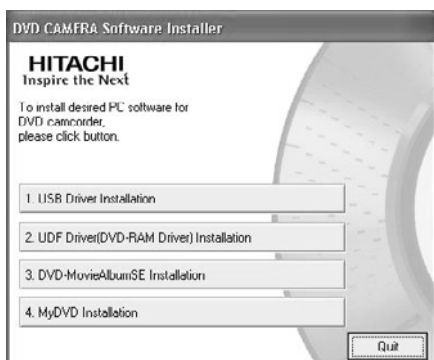 DVD CAMERA Software Installer
HITACHI
Inspire the Next
To install desired PC software for
DVD camcorder,
please click button.
1. USB Driver Installation
2. UDF Driver(DVD-RAM Driver) Installation
3. DVD-MovieAlbumSE Installation
4. MyDVD Installation
Quit